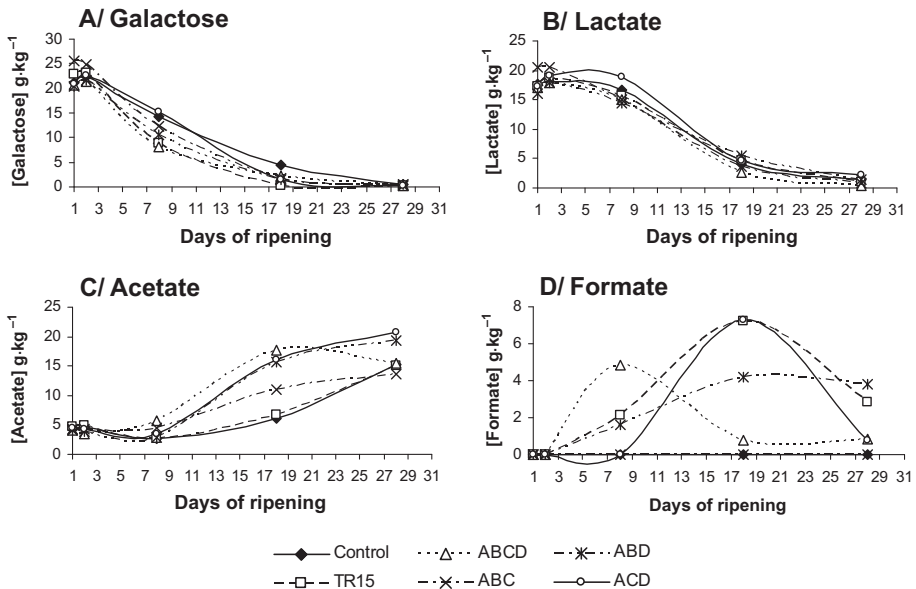 A/ Galactose
[Galactose] g·kg⁻¹
30
25
20
15
10
5
0
1 3 5 7 9 11 13 15 17 19 21 23 25 27 29 31
Days of ripening
B/ Lactate
[Lactate] g·kg⁻¹
25
20
15
10
5
0
1 3 5 7 9 11 13 15 17 19 21 23 25 27 29 31
Days of ripening
C/ Acetate
[Acetate] g·kg⁻¹
25
20
15
10
5
0
1 3 5 7 9 11 13 15 17 19 21 23 25 27 29 31
Days of ripening
D/ Formate
[Formate] g·kg⁻¹
8
6
4
2
0
1 3 5 7 9 11 13 15 17 19 21 23 25 27 29 31
Days of ripening
Control ABCD ABD
TR15 ABC ACD